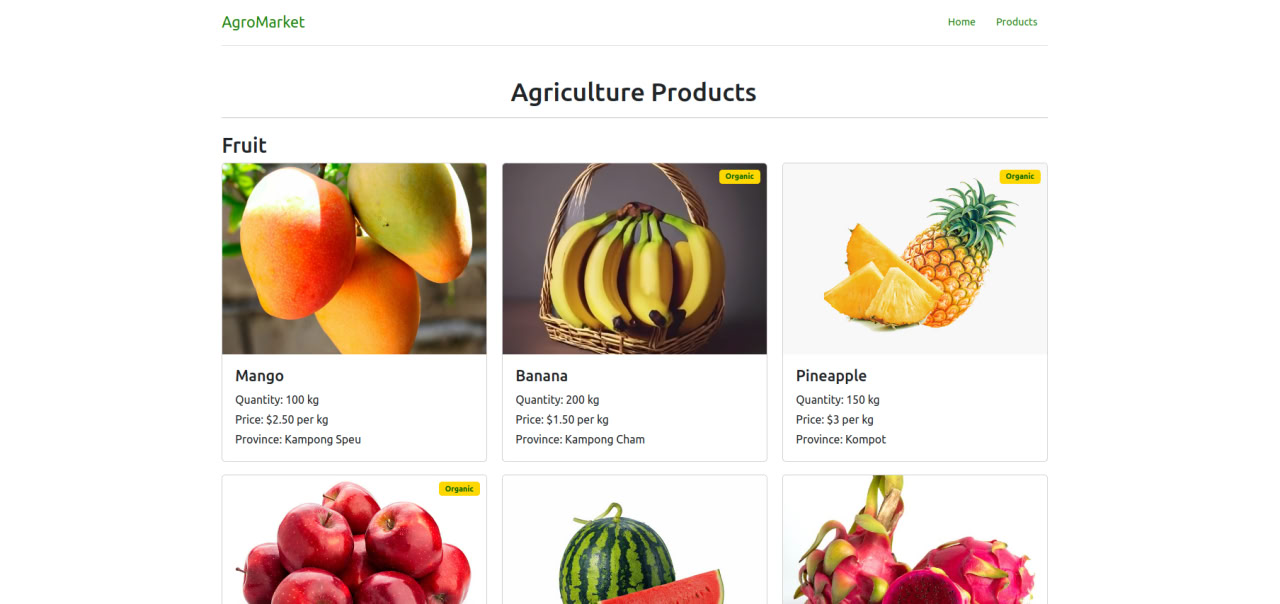 AgroMarket
Home Products
Agriculture Products
Fruit
Organic
Organic
Mango
Quantity: 100 kg
Price: $2.50 per kg
Province: Kampong Speu
Banana
Quantity: 200 kg
Price: $1.50 per kg
Province: Kampong Cham
Pineapple
Quantity: 150 kg
Price: $3 per kg
Province: Kompot
Organic